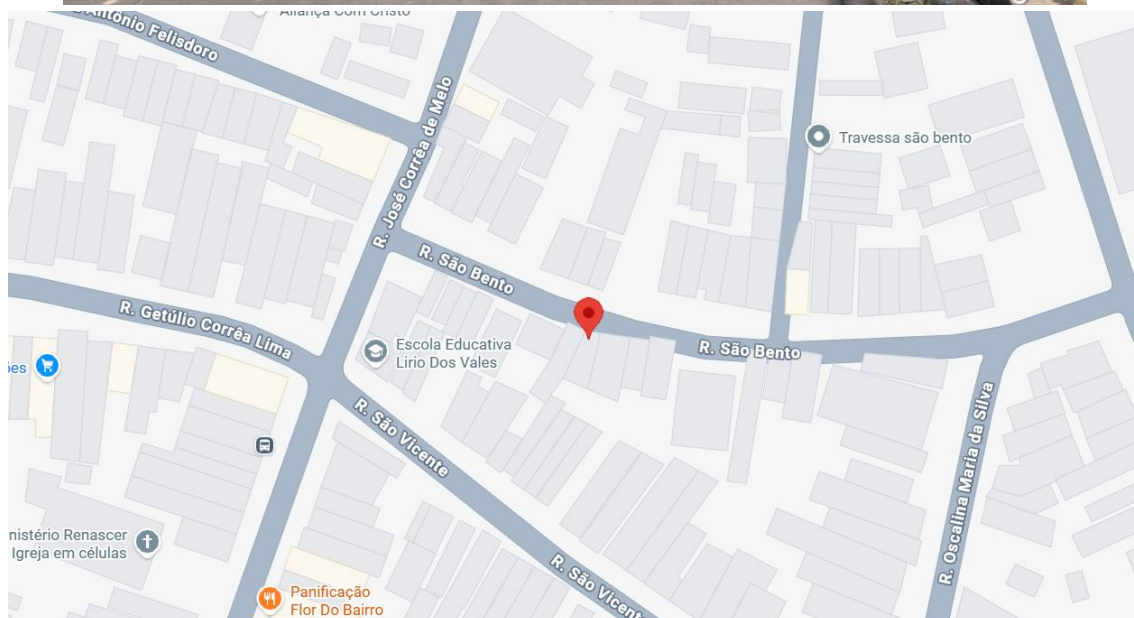 Aliança Com Cristo
Antônio Felisdoro
R. José Corrêa de Melo
Travessa são bento
R. São Bento
R. Getúlio Corrêa Lima
Escola Educativa
Lirio Dos Vales
R. São Bento
ões
R. São Vicente
R. Oscalina Maria da Silva
nistério Renascer
Igreja em células
R. São Vicente
Panificação
Flor Do Bairro